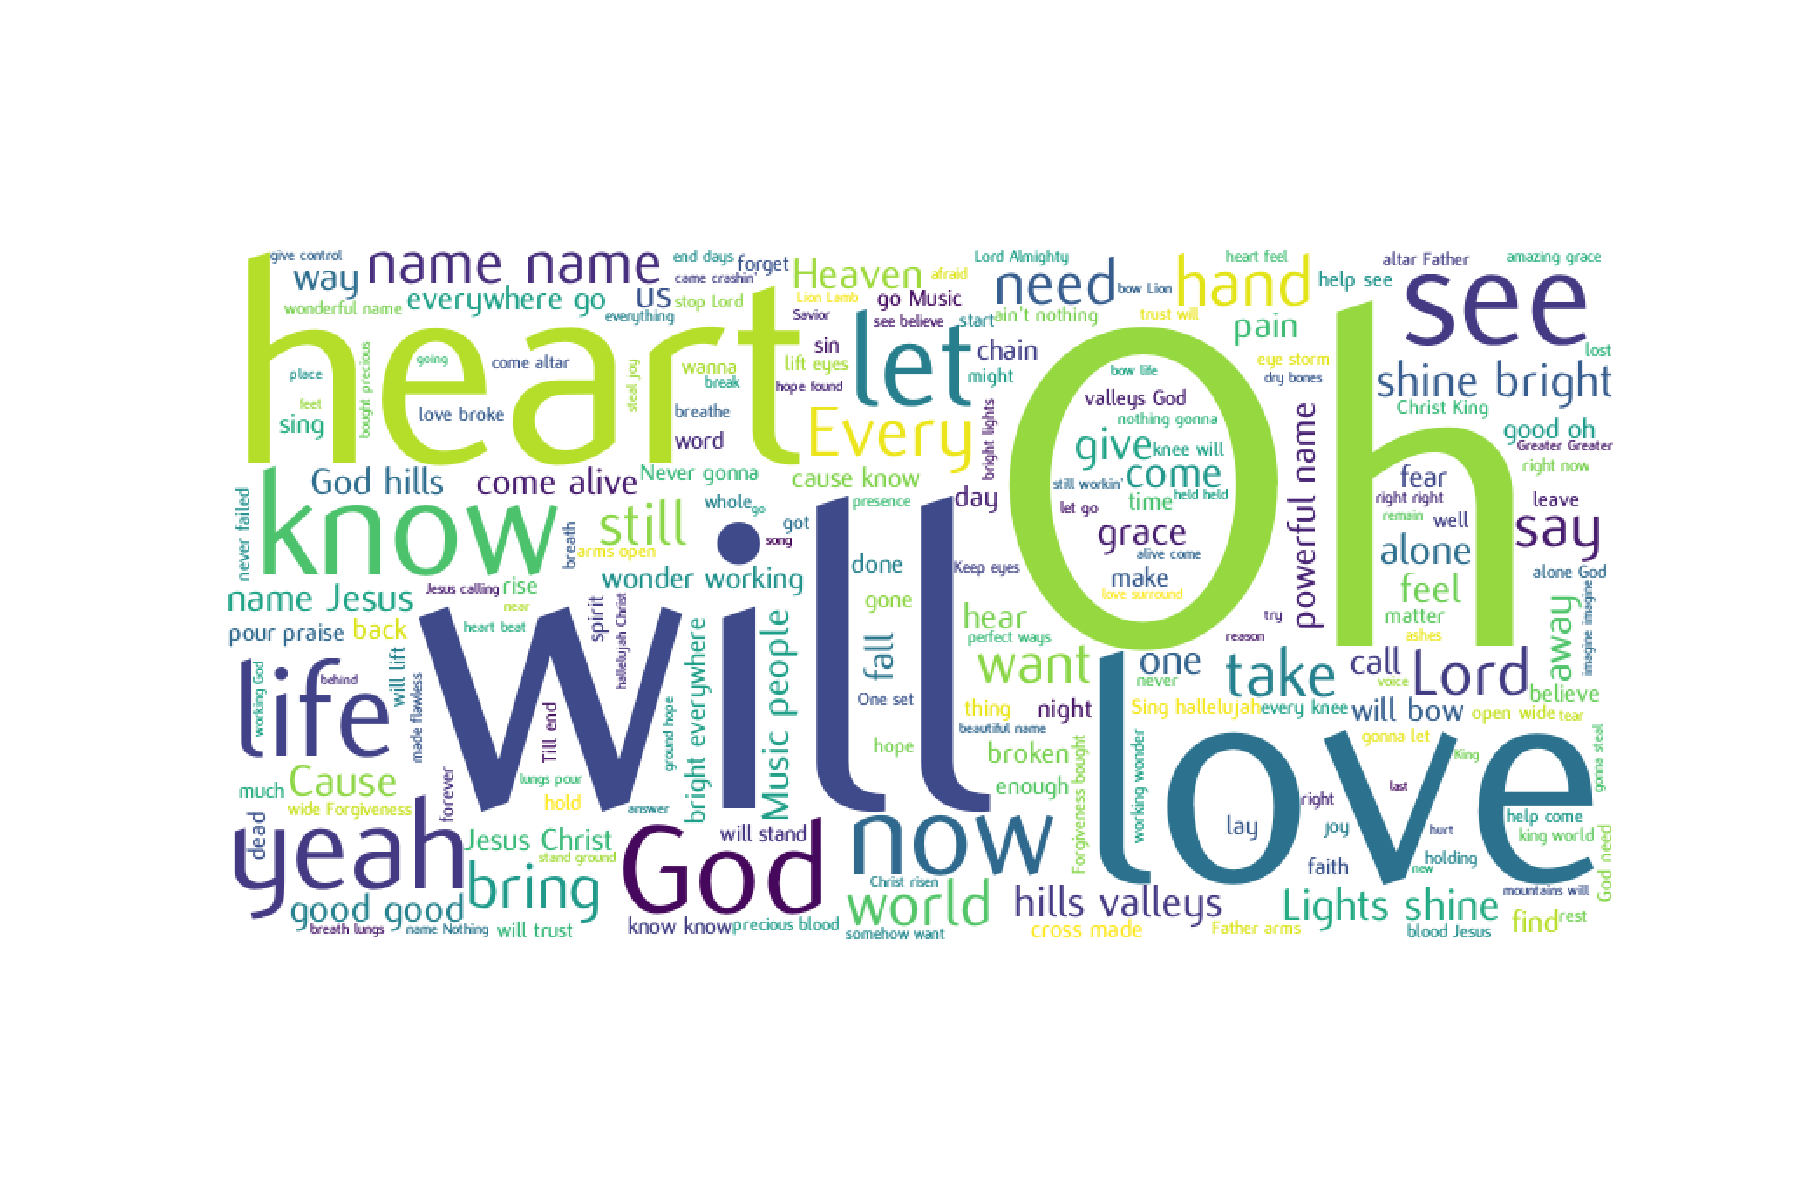 give control
name name
end days
forget
Heaven
afraid
Lord Almighty
need
bow Lion
hand
heart feel
help see
altar Father
amazing grace
see
way
came crashin'
wonderful name
everywhere go
us
stop Lord
everything
Lion Lamb
Savior
go Music
see believe
start
ain't nothing
trust will
pain
lost
heart
place
going
come altar
bought precious
steal joy
wanna
break
sin
lift eyes
hope found
let
chain
might
Oh
bow life
eye storm
dry bones
shine bright
feet
sing
love broke
breathe
word
Every
bright lights
valleys God
nothing gonna
give
knee will
come
still workin'
time
held held
let go
grace
alive come
make
love surround
powerful name
Christ King
good oh
Greater Greater
right now
fear
right right
remain
well
leave
say
God hills
come alive
Never gonna
cause know
whole
go
got
song
presence
day
never failed
know
breath
still
arms open
will
done
Keep eyes
alone
alone God
name Jesus
Jesus calling
rise
near
wonder working
gone
hear
perfect ways
try
reason
feel
matter
ashes
away
imagine imagine
pour praise
back
heart beat
spirit
hallelujah Christ
bright everywhere
Music people
fall
want
one
never
take
call
voice
Lord
believe
working God
behind
life
will lift
made flawless
Till end
ground hope
One set
thing
night
beautiful name
Sing hallelujah
every knee
will bow
open wide
tear
love
hope
broken
enough
Forgiveness bought
working wonder
gonna let
King
gonna steal
last
much
Cause
wide Forgiveness
forever
lungs pour
hold
answer
right
dead
yeah
Jesus Christ
stand ground
will stand
God
now
lay
joy
hurt
faith
holding
new
help come
king world
God need
good good
bring
Christ risen
world
hills valleys
Lights shine
mountains will
find
rest
breath lungs
name Nothing
will trust
know know
precious blood
somehow want
cross made
Father arms
blood Jesus